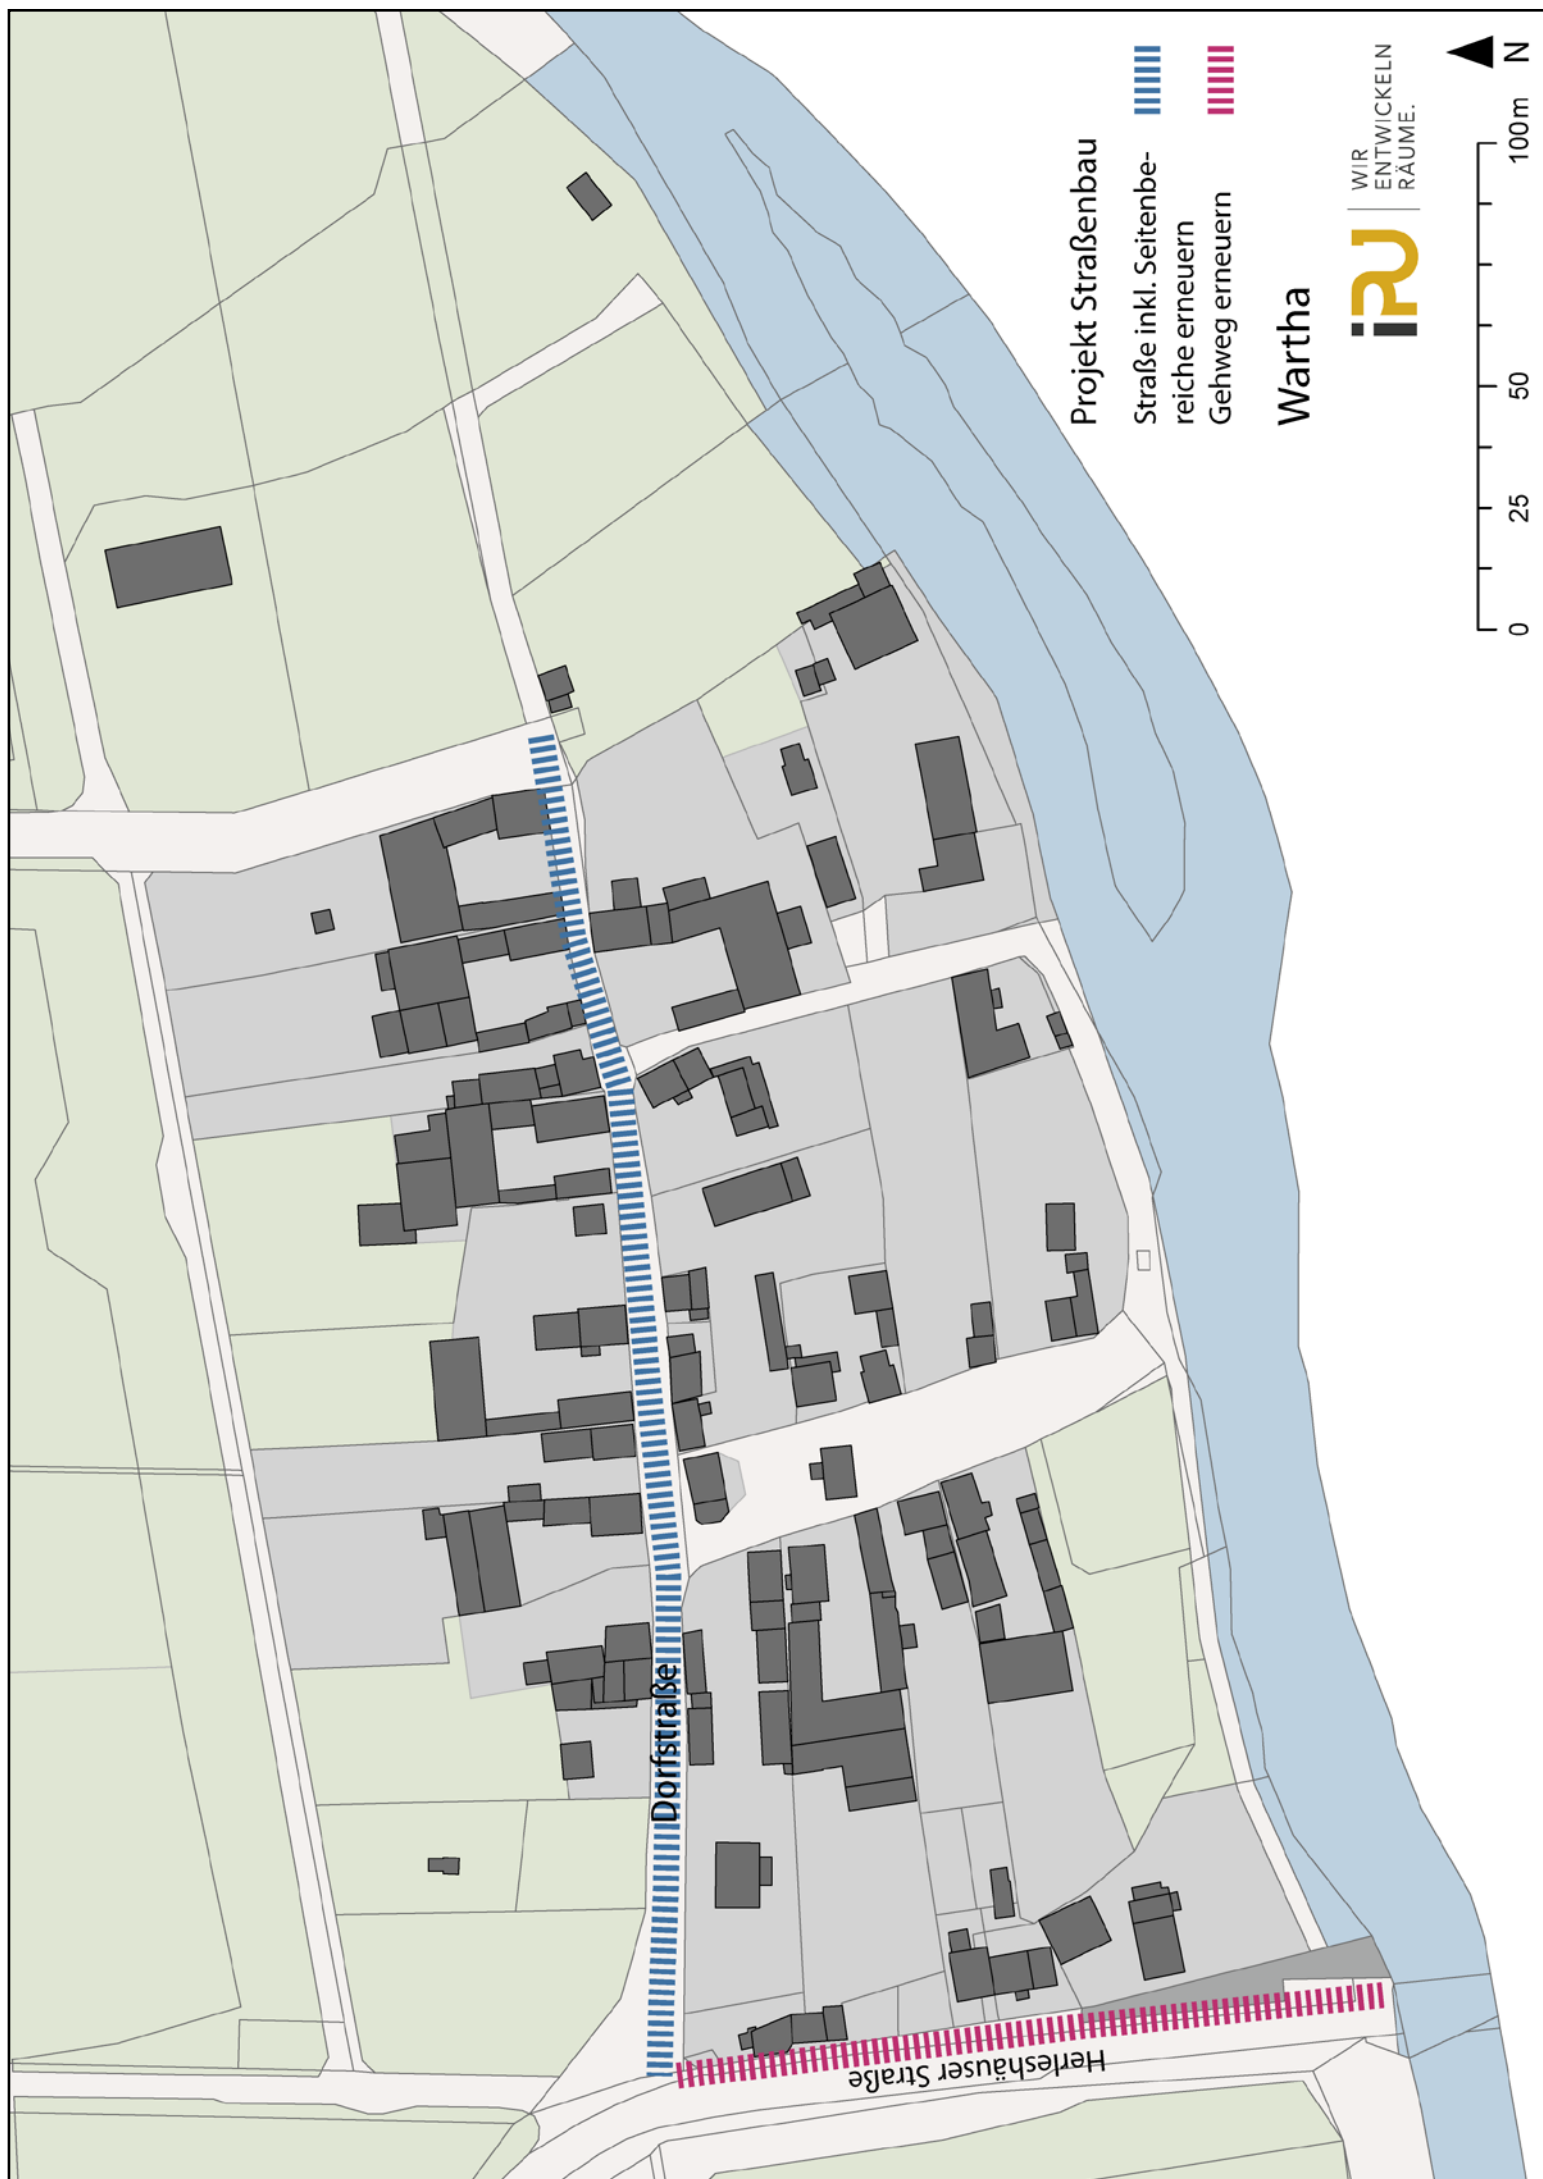 Dorfstraße
Herleshäuser Straße
Projekt Straßenbau
Straße inkl. Seitenbe-
reiche erneuern
Gehweg erneuern
Wartha
iRU
WIR
ENTWICKELN
RÄUME.
0 25 50 100m
N